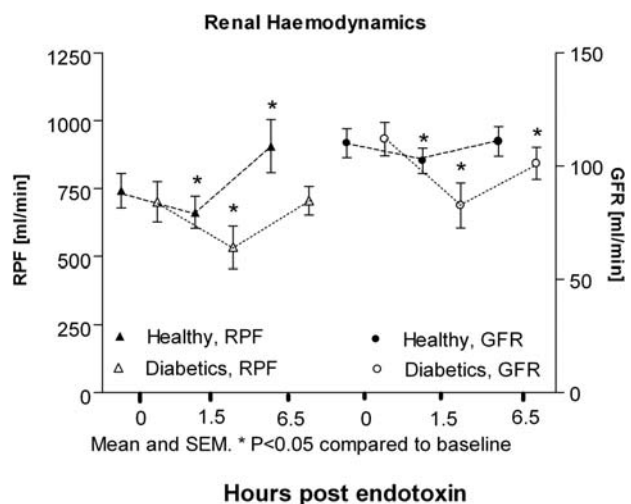 Renal Haemodynamics
1250
1000
750
500
250
0
RPF [ml/min]
150
100
50
0
GFR [ml/min]
*
*
*
*
*
*
Healthy, RPF
Diabetics, RPF
Healthy, GFR
Diabetics, GFR
0 1.5 6.5 0 1.5 6.5
Mean and SEM. * P<0.05 compared to baseline
Hours post endotoxin